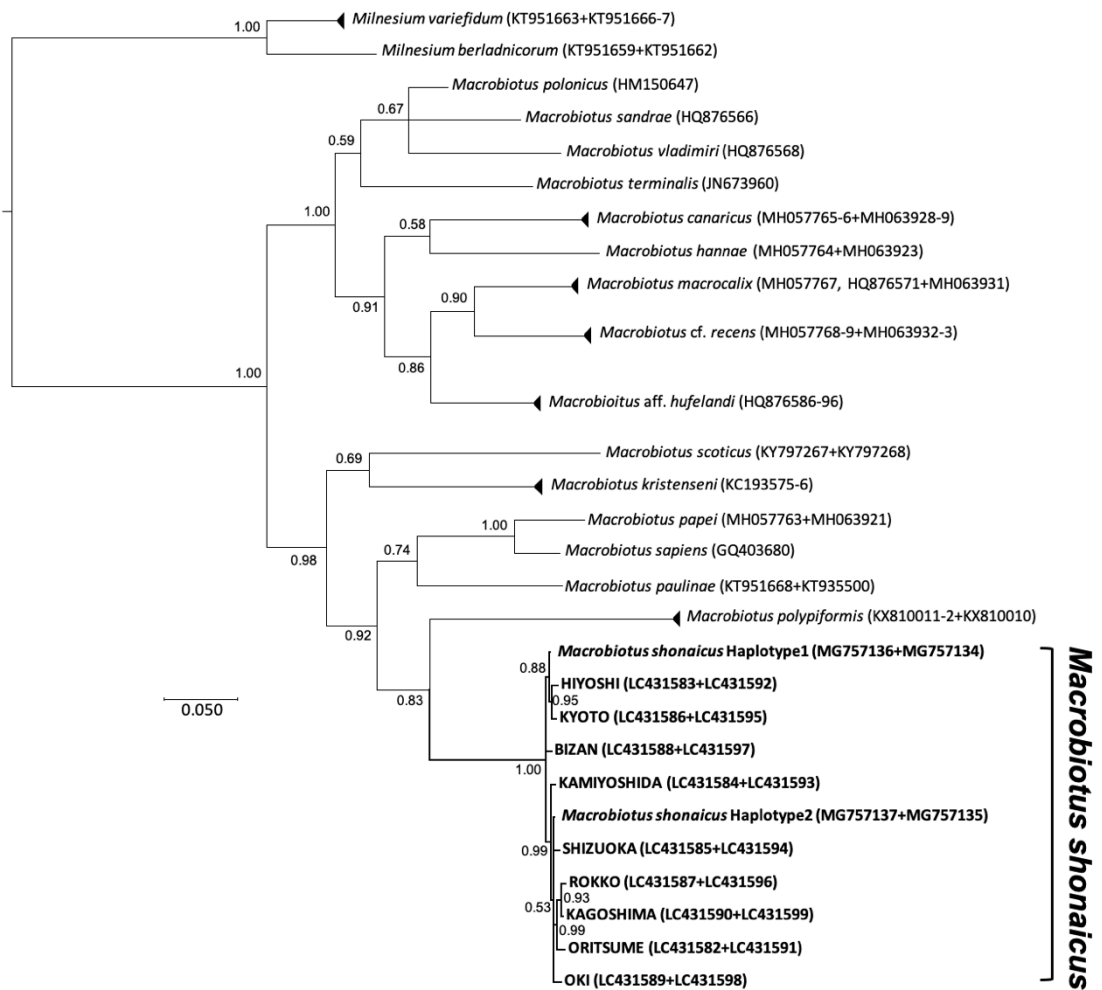 1.00
Milnesium variefidum (KT951663+KT951666-7)
Milnesium berladnicorum (KT951659+KT951662)
Macrobiotus polonicus (HM150647)
0.67
Macrobiotus sandrae (HQ876566)
0.59
Macrobiotus vladimiri (HQ876568)
Macrobiotus terminalis (JN673960)
1.00
Macrobiotus canaricus (MH057765-6+MH063928-9)
0.58
Macrobiotus hannae (MH057764+MH063923)
Macrobiotus macrocalix (MH057767, HQ876571+MH063931)
0.90
0.91
Macrobiotus cf. recens (MH057768-9+MH063932-3)
0.86
1.00
Macrobioitus aff. hufelandi (HQ876586-96)
Macrobiotus scoticus (KY797267+KY797268)
0.69
Macrobiotus kristenseni (KC193575-6)
Macrobiotus papei (MH057763+MH063921)
1.00
0.74
Macrobiotus sapiens (GQ403680)
0.98
Macrobiotus paulinae (KT951668+KT935500)
Macrobiotus polypiformis (KX810011-2+KX810010)
0.92
Macrobiotus shonaicus Haplotype1 (MG757136+MG757134)
0.88
HIYOSHI (LC431583+LC431592)
0.95
0.83
KYOTO (LC431586+LC431595)
0.050
BIZAN (LC431588+LC431597)
1.00
KAMIYOSHIDA (LC431584+LC431593)
Macrobiotus shonaicus Haplotype2 (MG757137+MG757135)
0.99
SHIZUOKA (LC431585+LC431594)
ROKKO (LC431587+LC431596)
0.93
0.53
KAGOSHIMA (LC431590+LC431599)
0.99
ORITSUME (LC431582+LC431591)
OKI (LC431589+LC431598)
Macrobiotus shonaicus